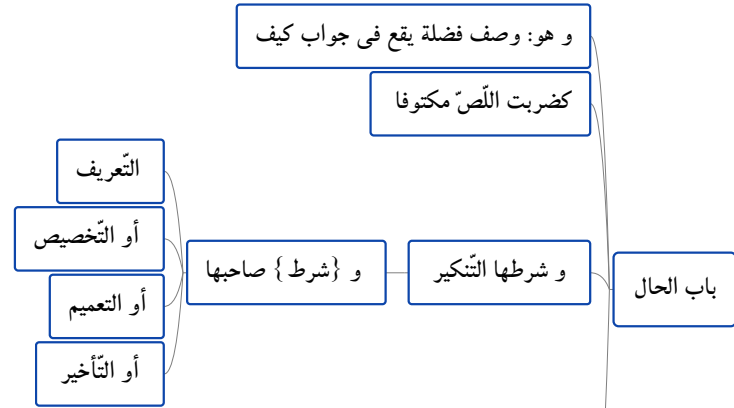 و هو: وصف فضلة يقع فى جواب كيف
كضربت اللّصّ مكتوفا
باب الحال
و شرطها التّنكير
و {شرط } صاحبها
التّعريف
أو التّخصيص
أو التعميم
أو التّأخير